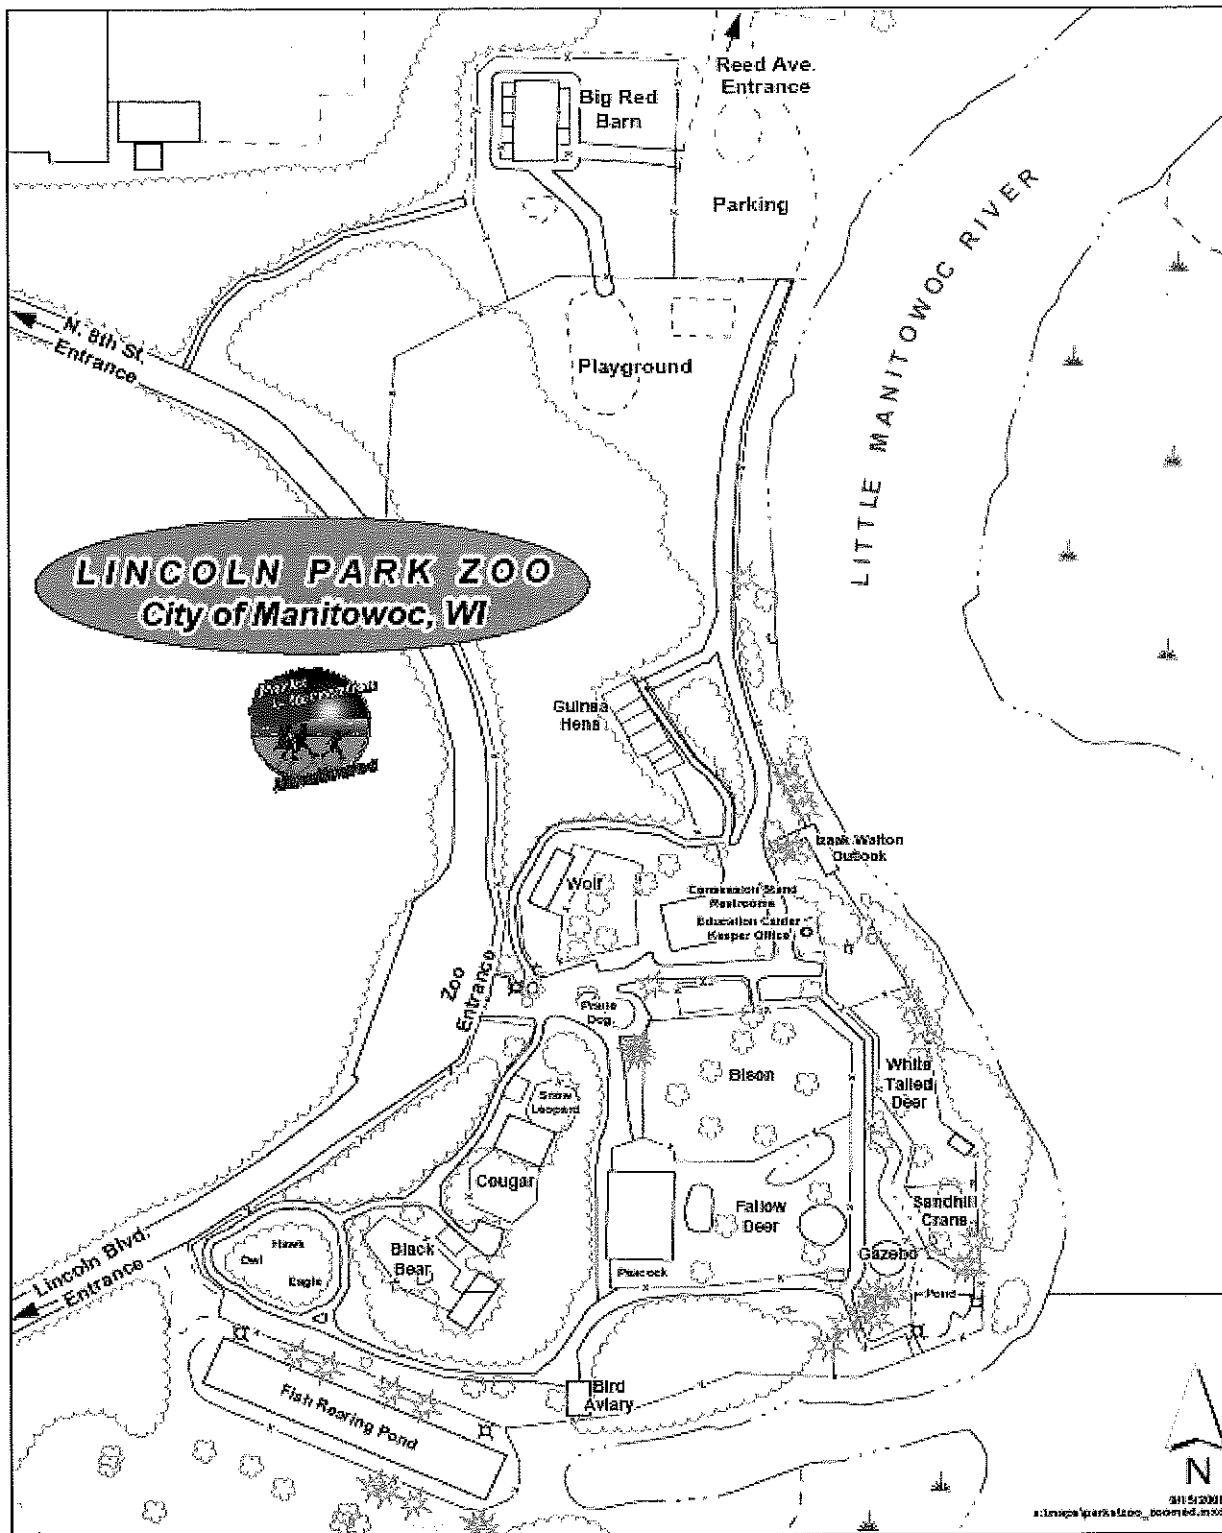 Reed Ave.
Entrance
Big Red
Barn
Parking
LITTLE MANITOWOC RIVER
N. 8th St.
Entrance
Playground
LINCOLN PARK ZOO
City of Manitowoc, WI
Parks
Guinea
Hens
Izaak Walton
Outlook
Wolf
Concession Stand
Restrooms
Education Center
Keeper Office
Zoo
Entrance
Prairie
Dog
Bison
White
Tailed
Deer
Snow
Leopard
Cougar
Fallow
Deer
Sandhill
Crane
Gazebo
Black
Bear
Hawk
Owl
Eagle
Peacock
Pond
Lincoln Blvd.
Entrance
Bird
Aviary
Fish Rearing Pond
N